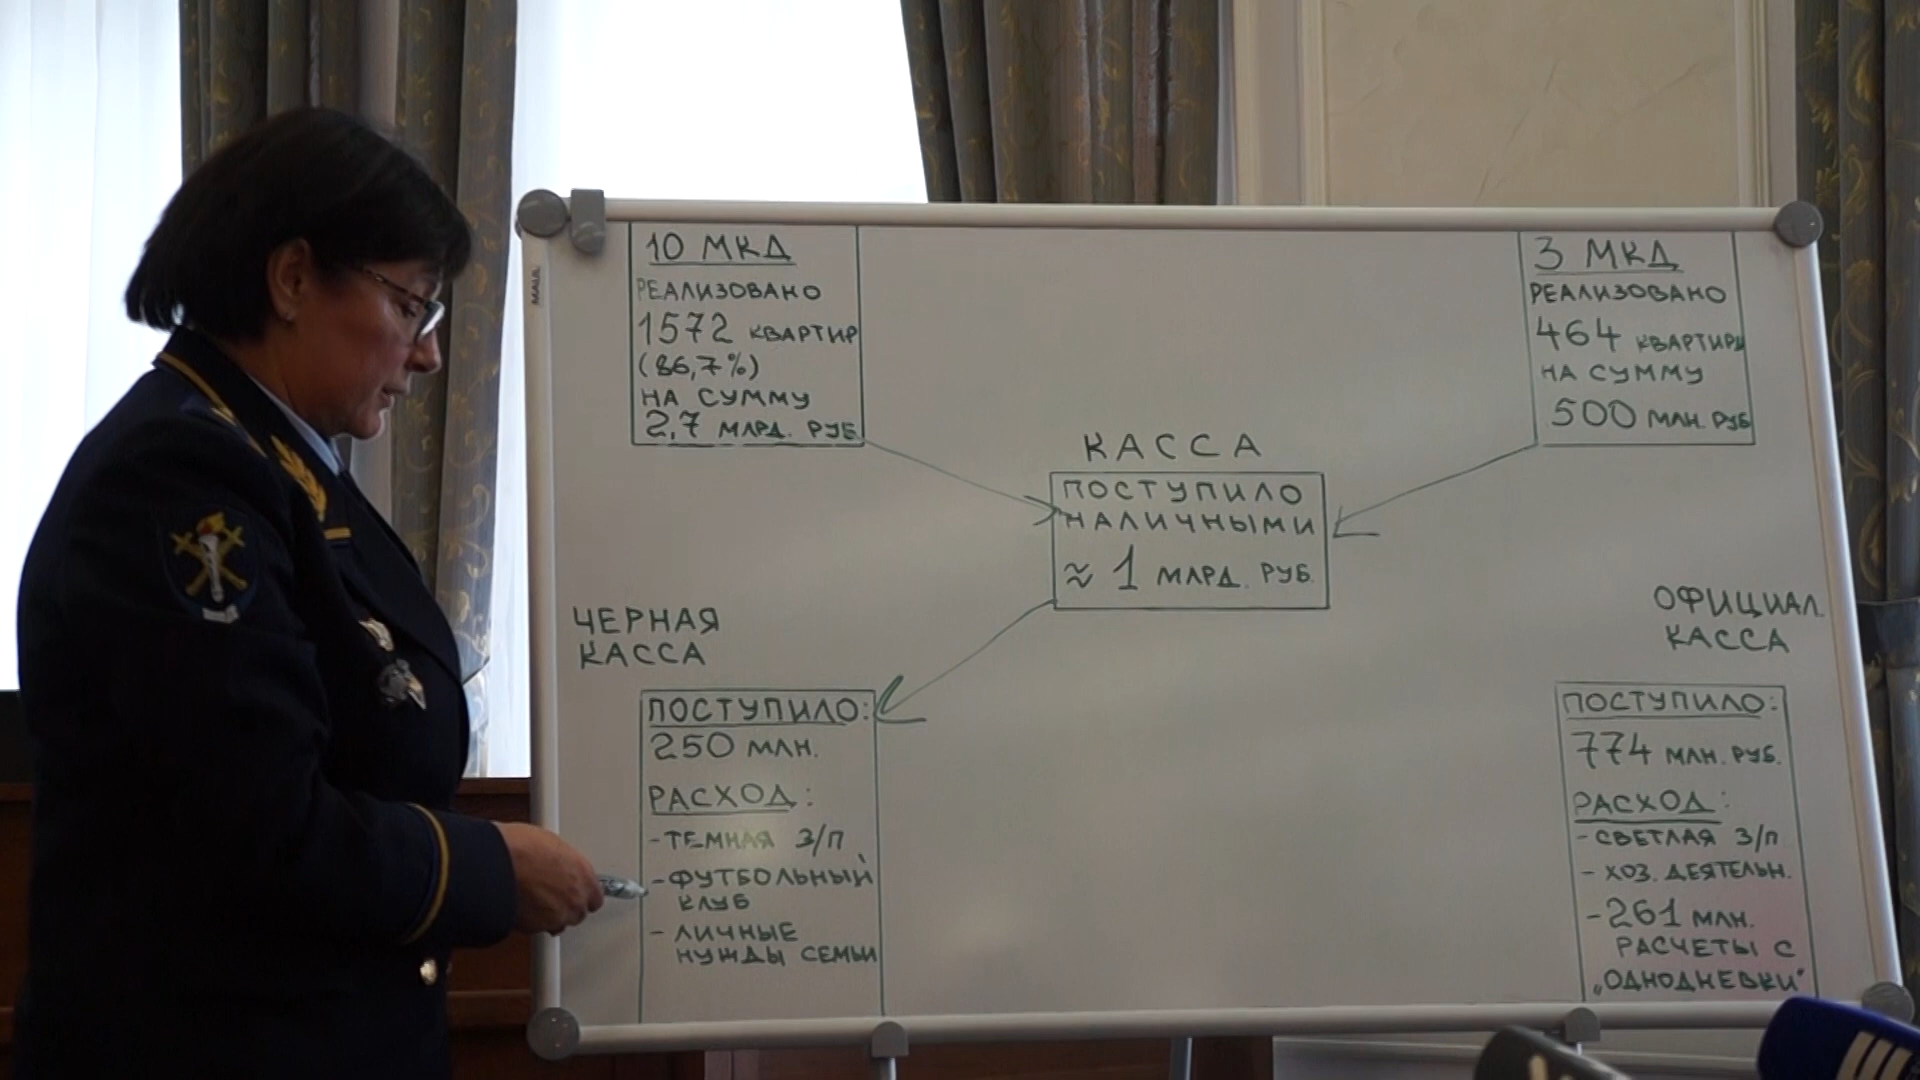 10 МКД
РЕАЛИЗОВАНО
1572 КВАРТИР
(86,7%)
НА СУММУ
2,7 МЛРД. РУБ
3 МКД
РЕАЛИЗОВАНО
464 КВАРТИРЫ
НА СУММУ
500 МЛН. РУБ
КАССА
ПОСТУПИЛО
НАЛИЧНЫМИ
≈ 1 МЛРД. РУБ.
ЧЕРНАЯ
КАССА
ПОСТУПИЛО:
250 МЛН.
РАСХОД:
- ТЕМНАЯ З/П
- ФУТБОЛЬНЫЙ
КЛУБ
- ЛИЧНЫЕ
НУЖДЫ СЕМЬИ
ОФИЦИАЛ.
КАССА
ПОСТУПИЛО:
774 МЛН. РУБ.
РАСХОД:
- СВЕТЛАЯ З/П
- ХОЗ. ДЕЯТЕЛЬН.
- 261 МЛН.
РАСЧЕТЫ С
„ОДНОДНЕВКИ"